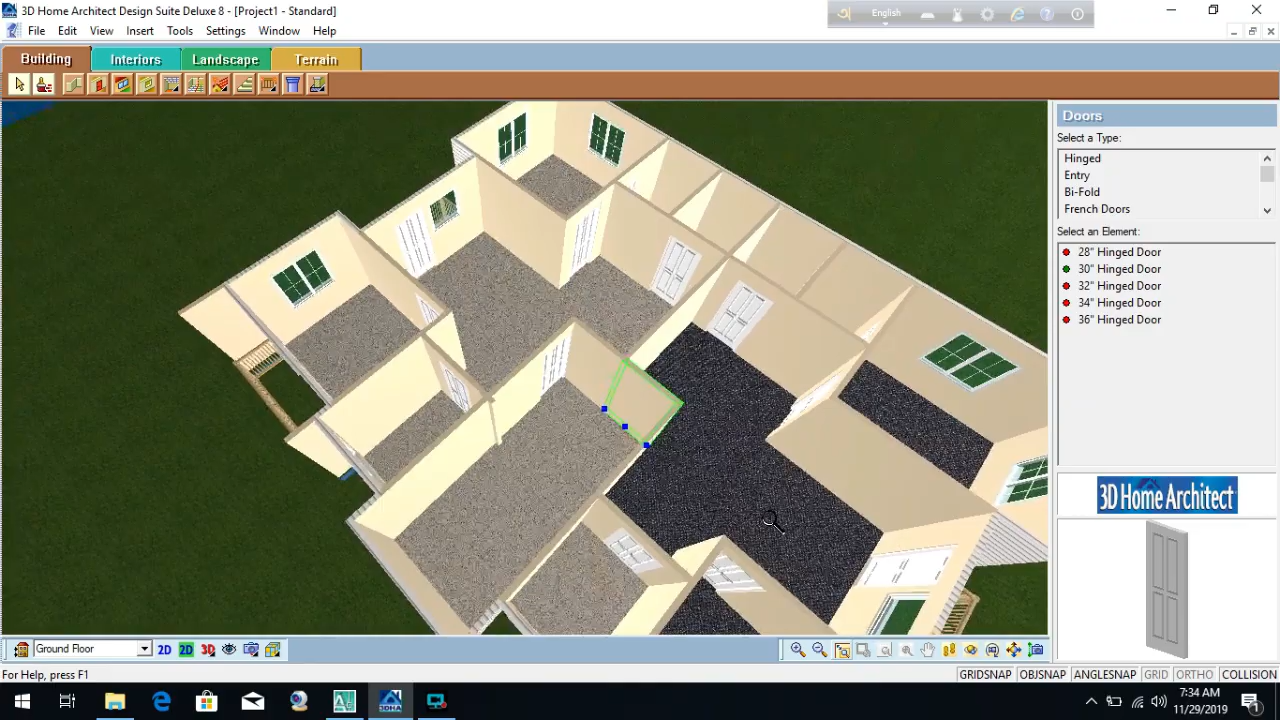 3D Home Architect Design Suite Deluxe 8 - [Project1 - Standard]
English
File Edit View Insert Tools Settings Window Help
Building Interiors Landscape Terrain
Doors
Select a Type:
Hinged
Entry
Bi-Fold
French Doors
Select an Element:
28" Hinged Door
30" Hinged Door
32" Hinged Door
34" Hinged Door
36" Hinged Door
3D Home Architect
Ground Floor 2D 2D 3D
For Help, press F1
GRIDSNAP OBJSNAP ANGLESNAP GRID ORTHO COLLISION
3DHA
7:34 AM
11/29/2019
1